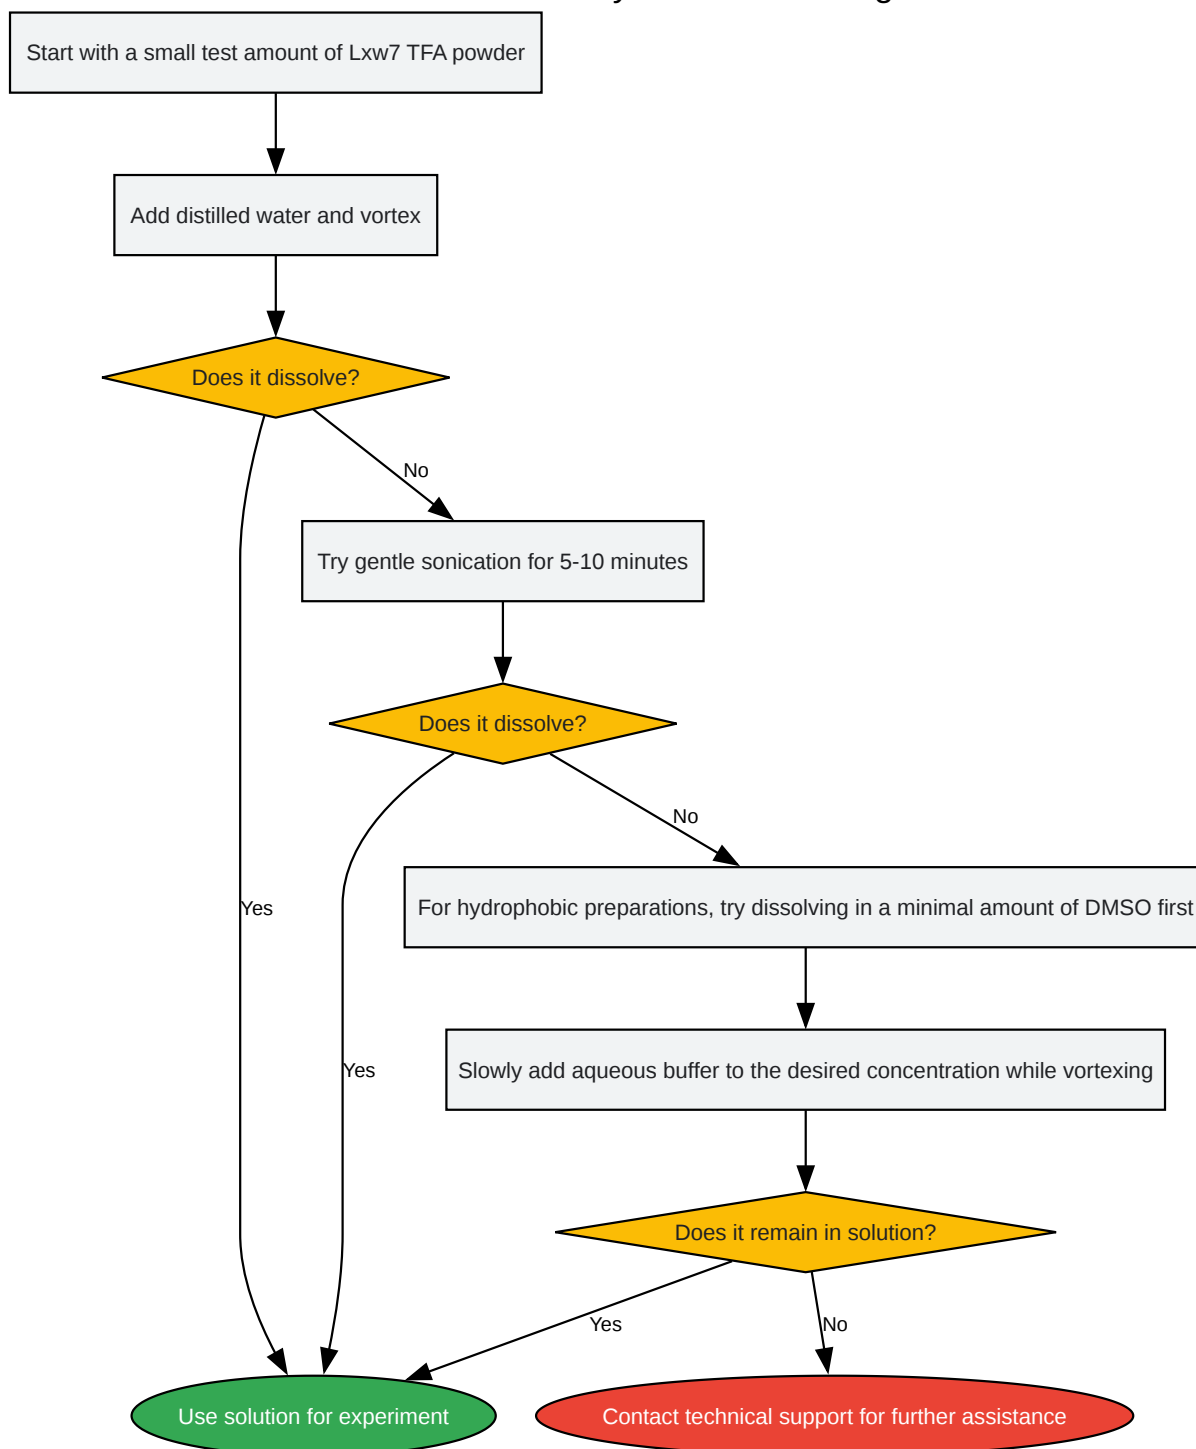 Start with a small test amount of Lxw7 TFA powder
Add distilled water and vortex
Does it dissolve?
No
Try gentle sonication for 5-10 minutes
Does it dissolve?
No
For hydrophobic preparations, try dissolving in a minimal amount of DMSO first
Yes
Slowly add aqueous buffer to the desired concentration while vortexing
Yes
Does it remain in solution?
Yes
No
Use solution for experiment
Contact technical support for further assistance